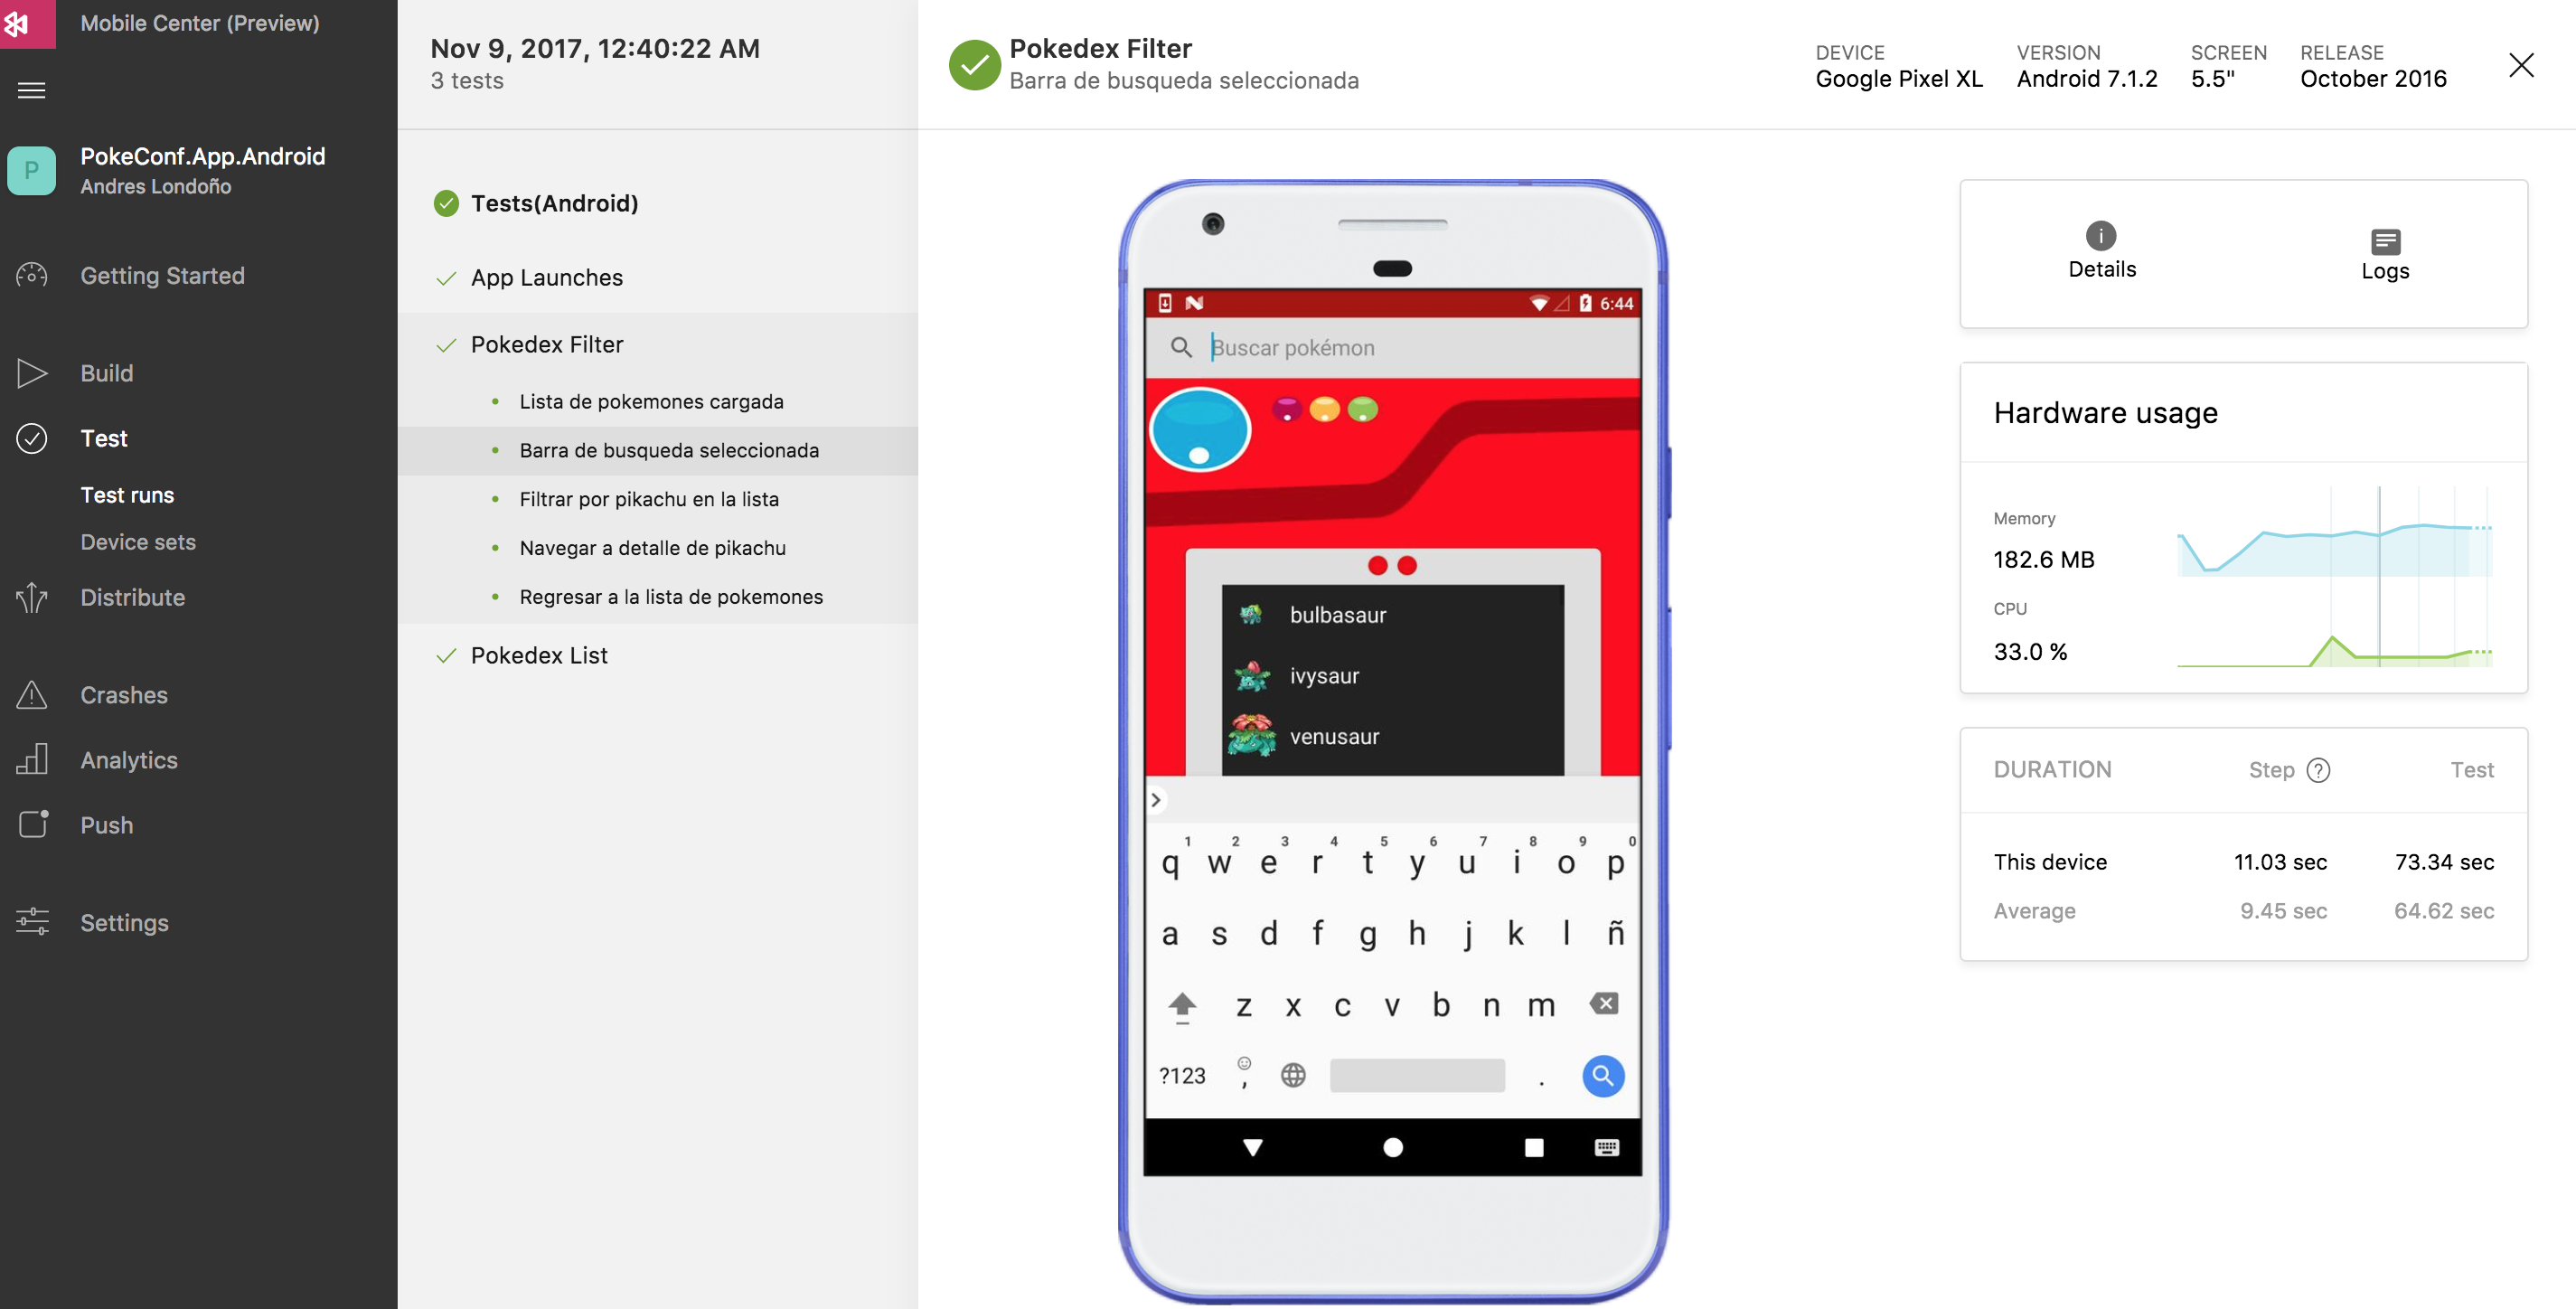 Mobile Center (Preview)
P
PokeConf.App.Android
Andres Londoño
Getting Started
Build
Test
Test runs
Device sets
Distribute
Crashes
Analytics
Push
Settings
Nov 9, 2017, 12:40:22 AM
3 tests
Tests(Android)
App Launches
Pokedex Filter
Lista de pokemones cargada
Barra de busqueda seleccionada
Filtrar por pikachu en la lista
Navegar a detalle de pikachu
Regresar a la lista de pokemones
Pokedex List
Pokedex Filter
Barra de busqueda seleccionada
DEVICE VERSION SCREEN RELEASE
Google Pixel XL Android 7.1.2 5.5" October 2016
6:44
Buscar pokémon
bulbasaur
ivysaur
venusaur
1 2 3 4 5 6 7 8 9 0
q w e r t y u i o p
a s d f g h j k l ñ
z x c v b n m
?123 , .
Details Logs
Hardware usage
Memory
182.6 MB
CPU
33.0 %
DURATION Step ? Test
This device 11.03 sec 73.34 sec
Average 9.45 sec 64.62 sec